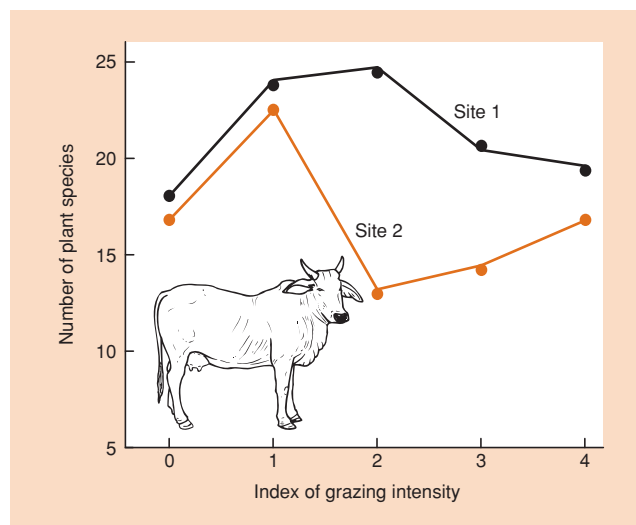 25
20
15
10
5
Number of plant species
Site 1
Site 2
0 1 2 3 4
Index of grazing intensity